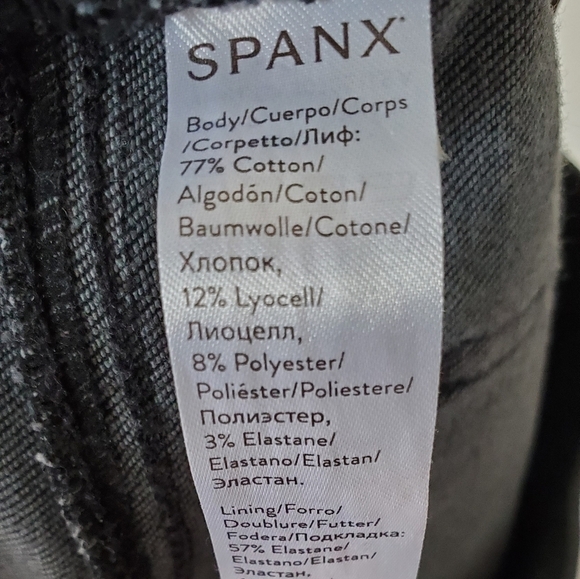 SPANX
Body/Cuerpo/Corps
/Corpetto/Лиф:
77% Cotton/
Algodón/Coton/
Baumwolle/Cotone/
Хлопок,
12% Lyocell/
Лиоцелл,
8% Polyester/
Poliéster/Poliestere/
Полиэстер,
3% Elastane/
Elastano/Elastan/
Эластан.
Lining/Forro/
Doublure/Futter/
Fodera/Подкладка:
57% Elastane/
Elastano/Elastan/
Эластан,